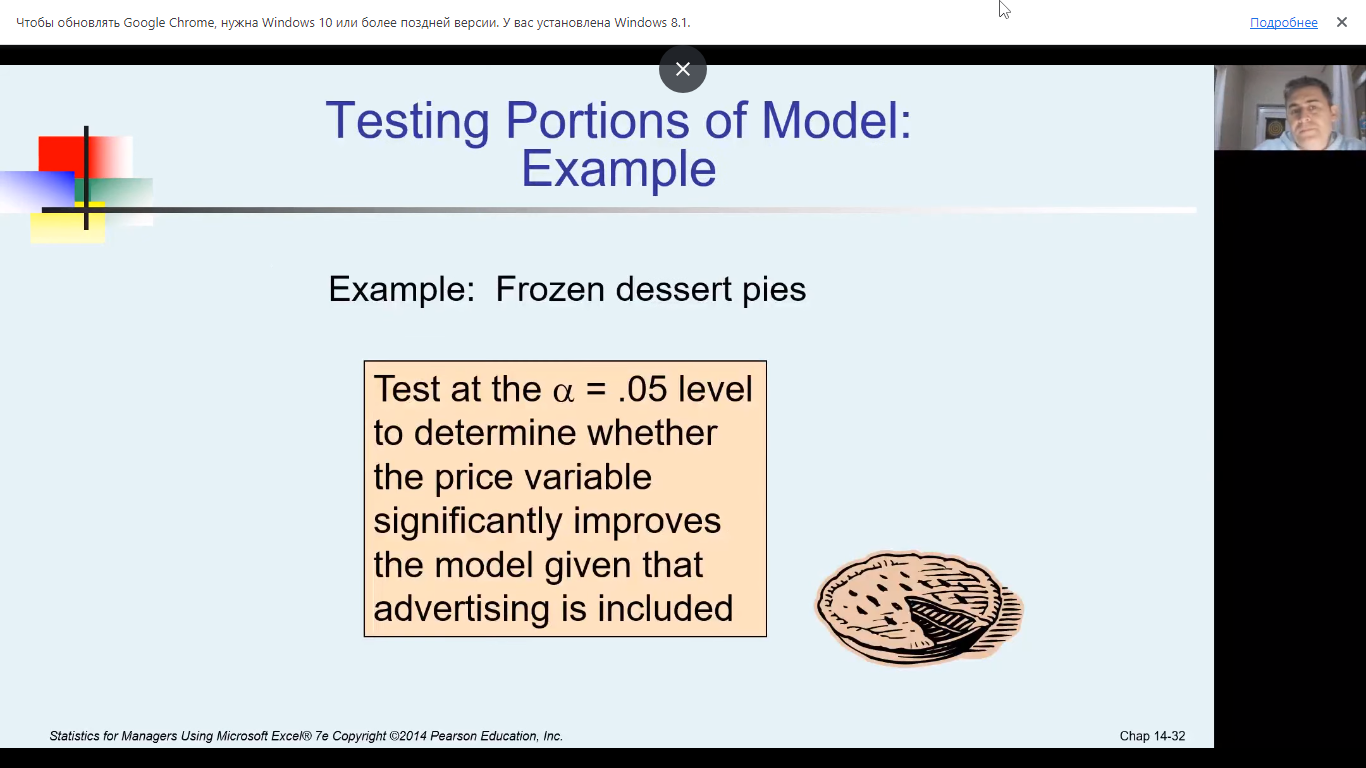 Чтобы обновлять Google Chrome, нужна Windows 10 или более поздней версии. У вас установлена Windows 8.1.
Подробнее
Testing Portions of Model:
Example
Example: Frozen dessert pies
Test at the α = .05 level
to determine whether
the price variable
significantly improves
the model given that
advertising is included
Statistics for Managers Using Microsoft Excel® 7e Copyright ©2014 Pearson Education, Inc.
Chap 14-32